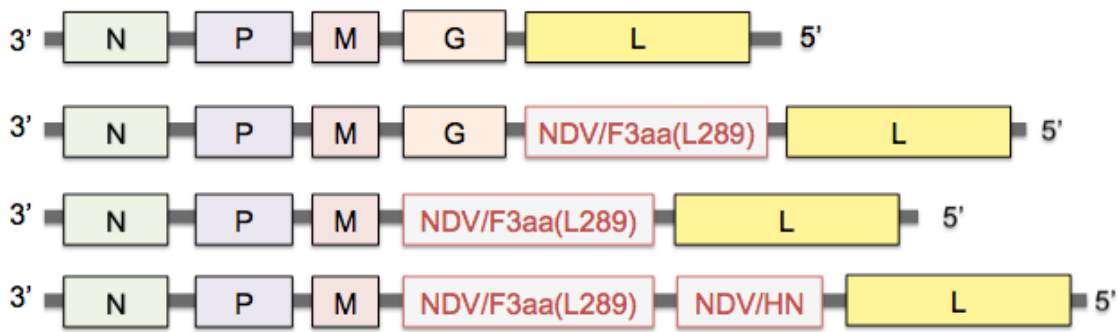 3’ N P M G L 5’
3’ N P M G NDV/F3aa(L289) L 5’
3’ N P M NDV/F3aa(L289) L 5’
3’ N P M NDV/F3aa(L289) NDV/HN L 5’